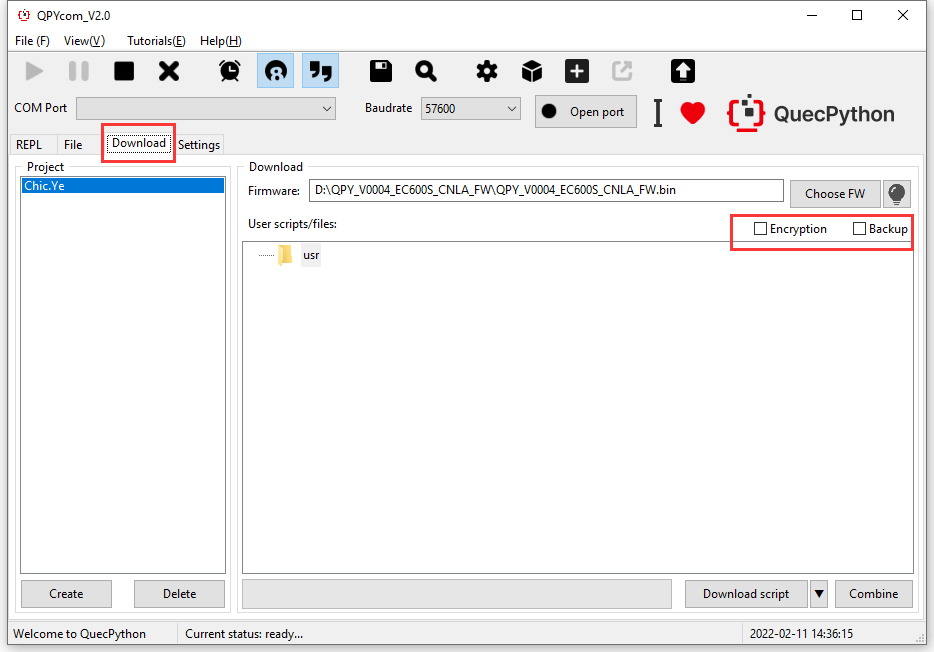 QPYcom_V2.0
File (F) View(V) Tutorials(E) Help(H)
COM Port Baudrate 57600 Open port QuecPython
REPL File Download Settings
Project Download
Chic.Ye
Firmware: D:\QPY_V0004_EC600S_CNLA_FW\QPY_V0004_EC600S_CNLA_FW.bin Choose FW
User scripts/files: Encryption Backup
usr
Create Delete Download script Combine
Welcome to QuecPython Current status: ready... 2022-02-11 14:36:15